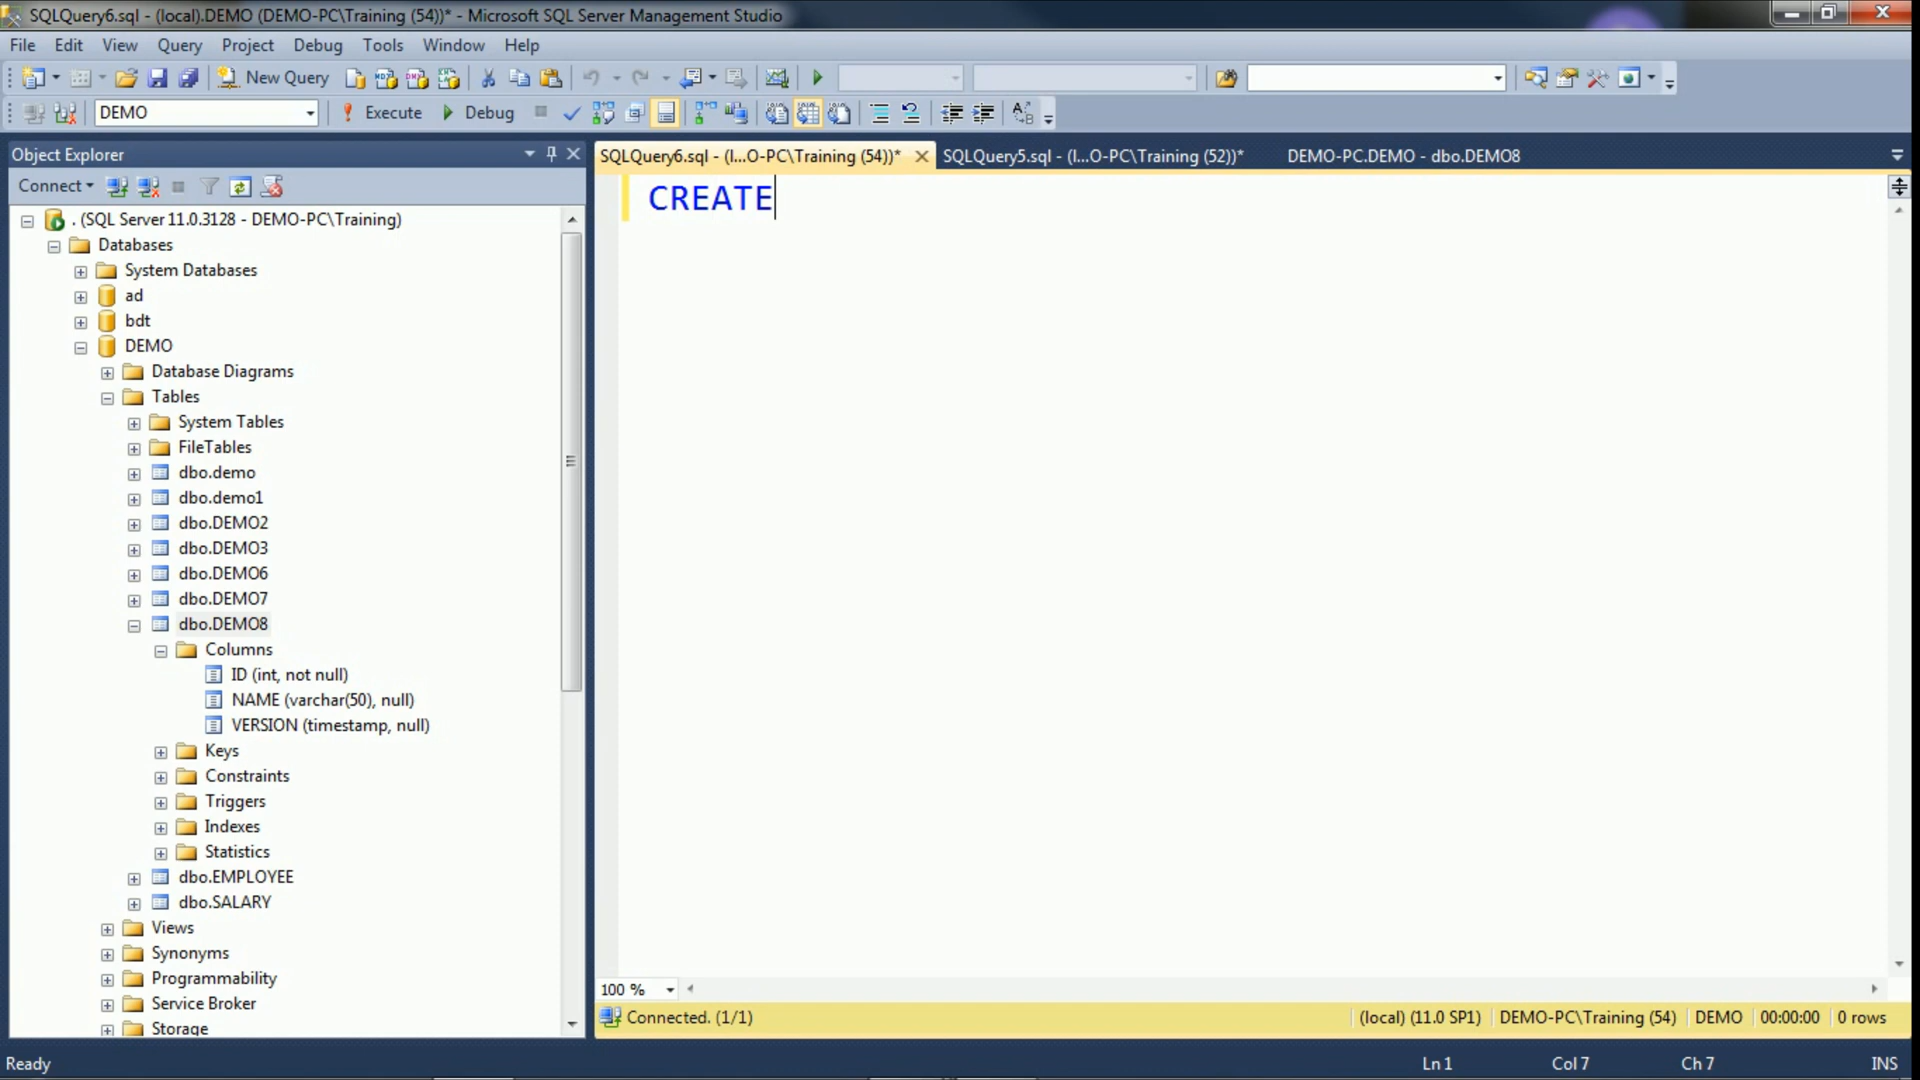 SQLQuery6.sql - (local).DEMO (DEMO-PC\Training (54))* - Microsoft SQL Server Management Studio
File Edit View Query Project Debug Tools Window Help
New Query
DEMO Execute Debug
Object Explorer
SQLQuery6.sql - (l...O-PC\Training (54))* SQLQuery5.sql - (l...O-PC\Training (52))* DEMO-PC.DEMO - dbo.DEMO8
Connect
CREATE
. (SQL Server 11.0.3128 - DEMO-PC\Training)
Databases
System Databases
ad
bdt
DEMO
Database Diagrams
Tables
System Tables
FileTables
dbo.demo
dbo.demo1
dbo.DEMO2
dbo.DEMO3
dbo.DEMO6
dbo.DEMO7
dbo.DEMO8
Columns
ID (int, not null)
NAME (varchar(50), null)
VERSION (timestamp, null)
Keys
Constraints
Triggers
Indexes
Statistics
dbo.EMPLOYEE
dbo.SALARY
Views
Synonyms
Programmability
Service Broker
Storage
100 %
Connected. (1/1) (local) (11.0 SP1) DEMO-PC\Training (54) DEMO 00:00:00 0 rows
Ready Ln 1 Col 7 Ch 7 INS